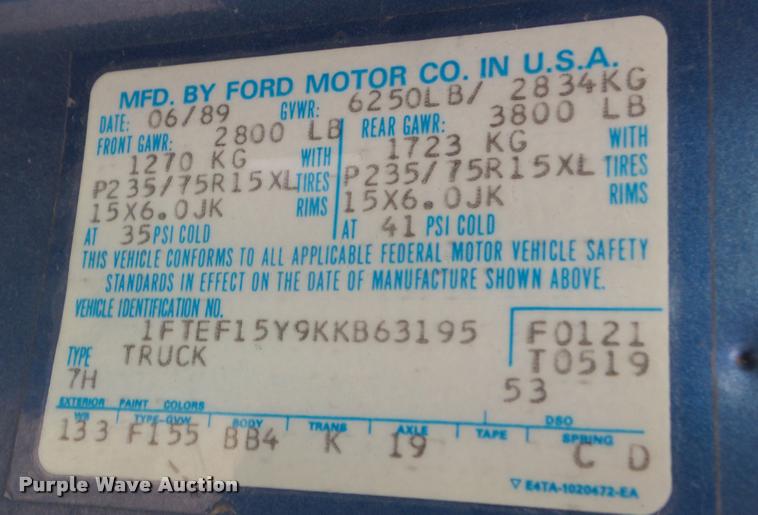 MFD. BY FORD MOTOR CO. IN U.S.A.
DATE: 06/89 GVWR: 6250LB/ 2834KG
FRONT GAWR: 2800 LB REAR GAWR: 3800 LB
1270 KG WITH 1723 KG WITH
P235/75R15XL TIRES P235/75R15XL TIRES
15X6.0JK RIMS 15X6.0JK RIMS
AT 35 PSI COLD AT 41 PSI COLD
THIS VEHICLE CONFORMS TO ALL APPLICABLE FEDERAL MOTOR VEHICLE SAFETY
STANDARDS IN EFFECT ON THE DATE OF MANUFACTURE SHOWN ABOVE.
VEHICLE IDENTIFICATION NO.
1FTEF15Y9KKB63195 F0121
TYPE TRUCK T0519
7H 53
EXTERIOR PAINT COLORS DSO
WB TYPE-GVW BODY TRANS AXLE TAPE SPRING
133 F155 BB4 K 19 C D
E4TA-1020472-EA
Purple Wave Auction